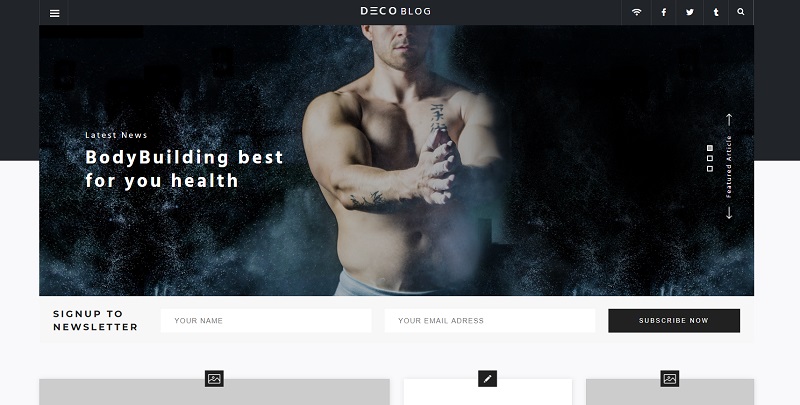 DECO BLOG
Latest News
BodyBuilding best
for you health
Featured Article
SIGNUP TO
NEWSLETTER
YOUR NAME
YOUR EMAIL ADRESS
SUBSCRIBE NOW